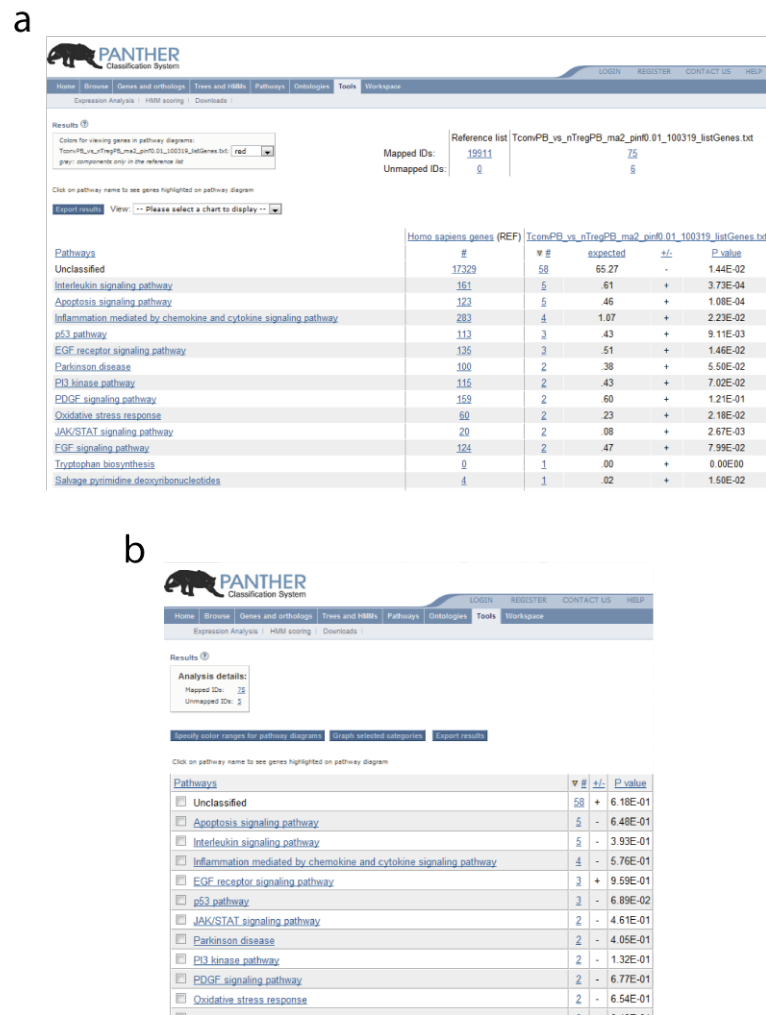 a
PANTHER
Classification System
LOGIN REGISTER CONTACT US HELP
Home Browse Genes and orthologs Trees and HMMs Pathways Ontologies Tools Workspace
Expression Analysis | HMM scoring | Downloads |
Results ?
Colors for viewing genes in pathway diagrams:
TconvPB_vs_nTregPB_ma2_pinf0.01_100319_listGenes.txt: red
grey: components only in the reference list
Reference list TconvPB_vs_nTregPB_ma2_pinf0.01_100319_listGenes.txt
Mapped IDs: 19911 75
Unmapped IDs: 0 6
Click on pathway name to see genes highlighted on pathway diagram
Export results View: -- Please select a chart to display --
Homo sapiens genes (REF) TconvPB_vs_nTregPB_ma2_pinf0.01_100319_listGenes.txt
Pathways # ▼ # expected +/- P value
Unclassified 17329 58 65.27 - 1.44E-02
Interleukin signaling pathway 161 5 .61 + 3.73E-04
Apoptosis signaling pathway 123 5 .46 + 1.08E-04
Inflammation mediated by chemokine and cytokine signaling pathway 283 4 1.07 + 2.23E-02
p53 pathway 113 3 .43 + 9.11E-03
EGF receptor signaling pathway 135 3 .51 + 1.46E-02
Parkinson disease 100 2 .38 + 5.50E-02
PI3 kinase pathway 115 2 .43 + 7.02E-02
PDGF signaling pathway 159 2 .60 + 1.21E-01
Oxidative stress response 60 2 .23 + 2.18E-02
JAK/STAT signaling pathway 20 2 .08 + 2.67E-03
FGF signaling pathway 124 2 .47 + 7.99E-02
Tryptophan biosynthesis 0 1 .00 + 0.00E00
Salvage pyrimidine deoxyribonucleotides 4 1 .02 + 1.50E-02
b
PANTHER
Classification System
LOGIN REGISTER CONTACT US HELP
Home Browse Genes and orthologs Trees and HMMs Pathways Ontologies Tools Workspace
Expression Analysis | HMM scoring | Downloads |
Results ?
Analysis details:
Mapped IDs: 75
Unmapped IDs: 5
Specify color ranges for pathway diagrams Graph selected categories Export results
Click on pathway name to see genes highlighted on pathway diagram
Pathways ▼ # +/- P value
Unclassified 58 + 6.18E-01
Apoptosis signaling pathway 5 - 6.48E-01
Interleukin signaling pathway 5 - 3.93E-01
Inflammation mediated by chemokine and cytokine signaling pathway 4 - 5.76E-01
EGF receptor signaling pathway 3 + 9.59E-01
p53 pathway 3 - 6.89E-02
JAK/STAT signaling pathway 2 - 4.61E-01
Parkinson disease 2 - 4.05E-01
PI3 kinase pathway 2 - 1.32E-01
PDGF signaling pathway 2 - 6.77E-01
Oxidative stress response 2 - 6.54E-01